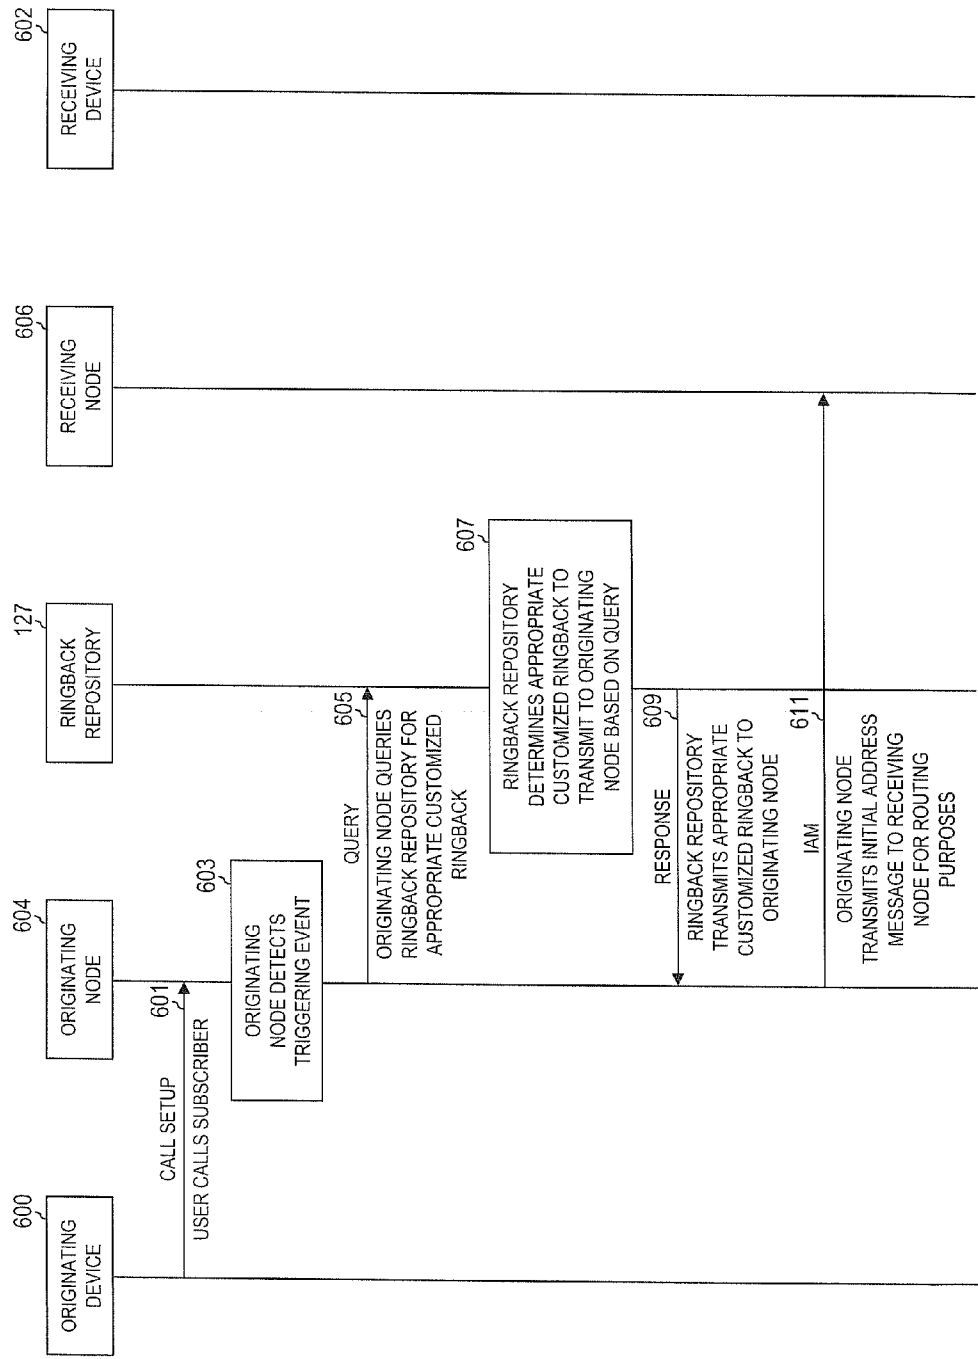 600
ORIGINATING
DEVICE
604
ORIGINATING
NODE
127
RINGBACK
REPOSITORY
606
RECEIVING
NODE
602
RECEIVING
DEVICE
CALL SETUP
601
USER CALLS SUBSCRIBER
603
ORIGINATING
NODE DETECTS
TRIGGERING EVENT
QUERY
605
ORIGINATING NODE QUERIES
RINGBACK REPOSITORY FOR
APPROPRIATE CUSTOMIZED
RINGBACK
607
RINGBACK REPOSITORY
DETERMINES APPROPRIATE
CUSTOMIZED RINGBACK TO
TRANSMIT TO ORIGINATING
NODE BASED ON QUERY
RESPONSE
609
RINGBACK REPOSITORY
TRANSMITS APPROPRIATE
CUSTOMIZED RINGBACK TO
ORIGINATING NODE
IAM
611
ORIGINATING NODE
TRANSMITS INITIAL ADDRESS
MESSAGE TO RECEIVING
NODE FOR ROUTING
PURPOSES